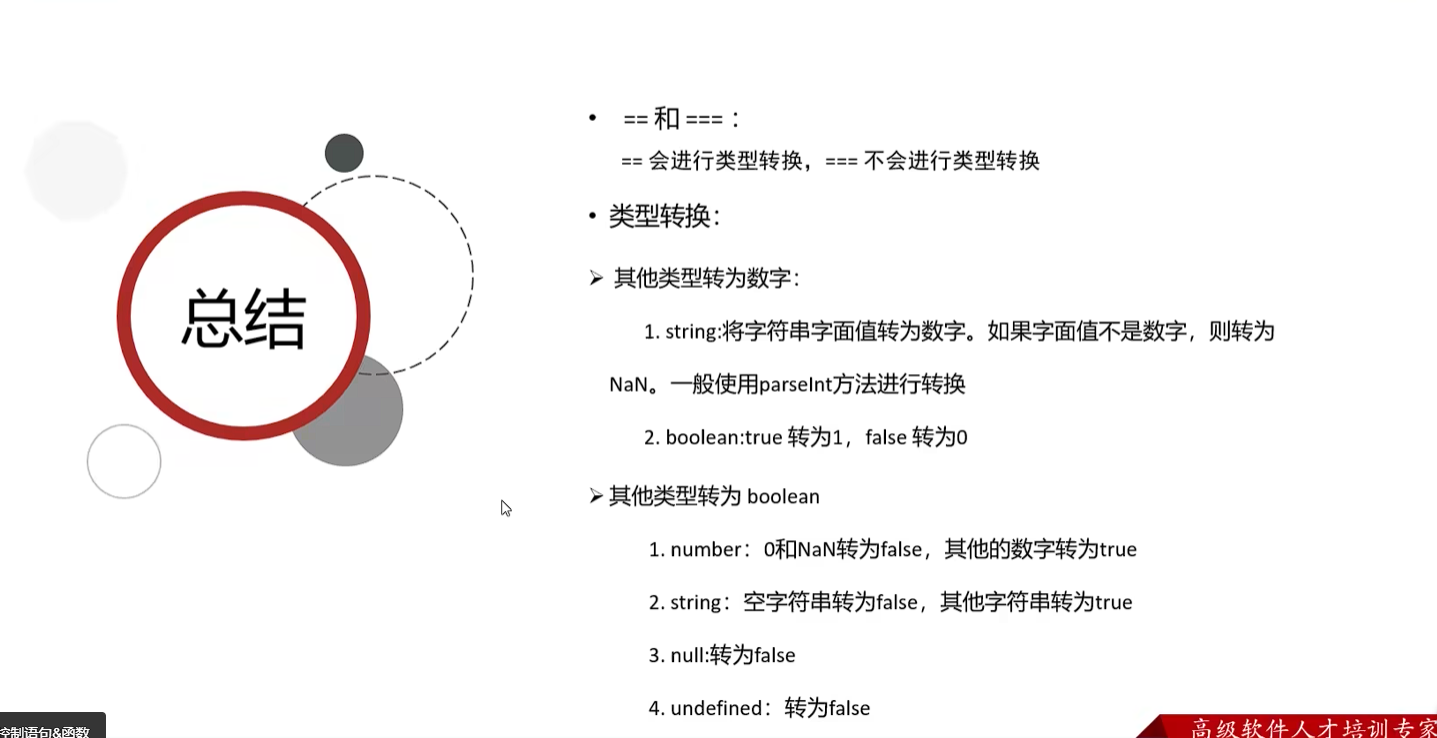 总结
• == 和 === :
== 会进行类型转换，=== 不会进行类型转换
• 类型转换：
➢ 其他类型转为数字：
1. string:将字符串字面值转为数字。如果字面值不是数字，则转为
NaN。一般使用parseInt方法进行转换
2. boolean:true 转为1，false 转为0
➢ 其他类型转为 boolean
1. number：0和NaN转为false，其他的数字转为true
2. string：空字符串转为false，其他字符串转为true
3. null:转为false
4. undefined：转为false
控制语句&函数
高级软件人才培训专家